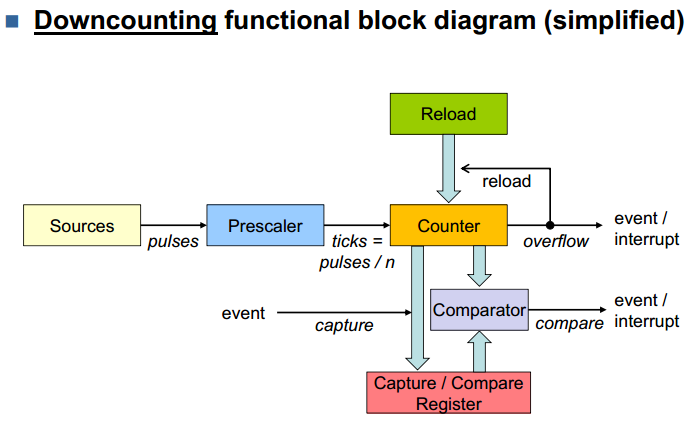 Downcounting functional block diagram (simplified)
Reload
reload
Sources
pulses
Prescaler
ticks =
pulses / n
Counter
overflow
event /
interrupt
event
capture
Comparator
compare
event /
interrupt
Capture / Compare
Register